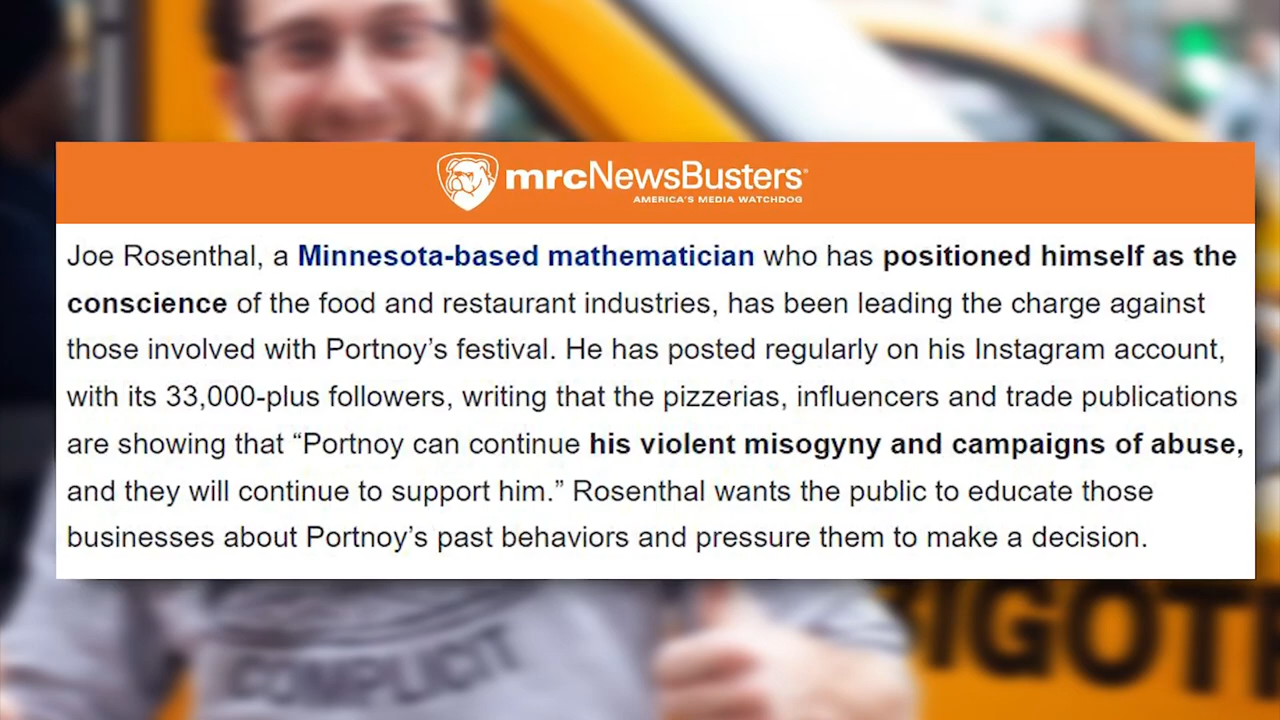 mrcNewsBusters
AMERICA'S MEDIA WATCHDOG
Joe Rosenthal, a Minnesota-based mathematician who has positioned himself as the
conscience of the food and restaurant industries, has been leading the charge against
those involved with Portnoy’s festival. He has posted regularly on his Instagram account,
with its 33,000-plus followers, writing that the pizzerias, influencers and trade publications
are showing that “Portnoy can continue his violent misogyny and campaigns of abuse,
and they will continue to support him.” Rosenthal wants the public to educate those
businesses about Portnoy’s past behaviors and pressure them to make a decision.
COMPLICIT
BIGOTE